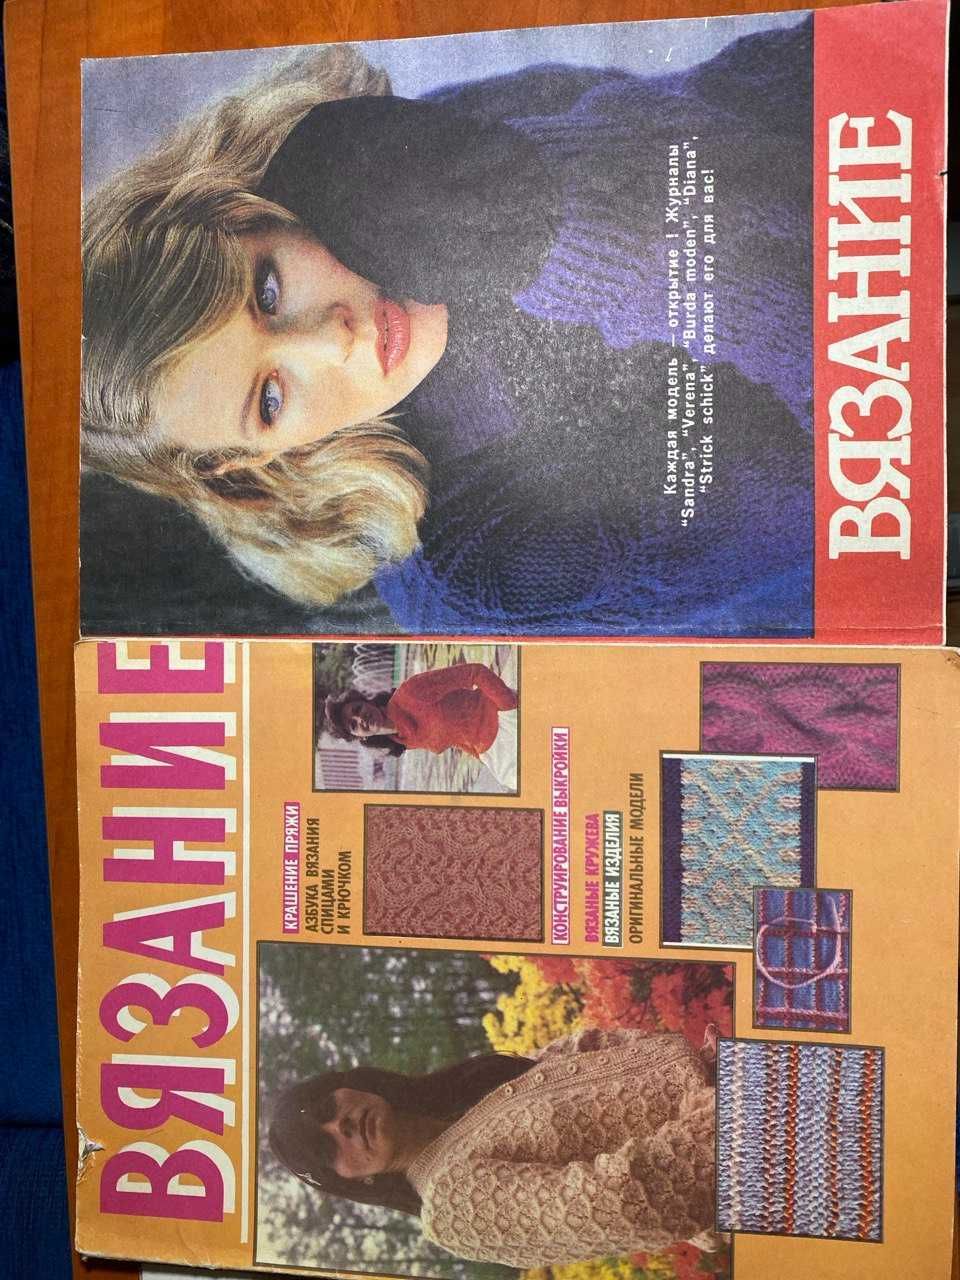 ВЯЗАНИЕ
КРАШЕНИЕ ПРЯЖИ
АЗБУКА ВЯЗАНИЯ
СПИЦАМИ
И КРЮЧКОМ
КОНСТРУИРОВАНИЕ ВЫКРОЙКИ
ВЯЗАНЫЕ КРУЖЕВА
ВЯЗАНЫЕ ИЗДЕЛИЯ
ОРИГИНАЛЬНЫЕ МОДЕЛИ
Каждая модель — открытие ! Журналы
“Sandra”, “Verena”, “Burda moden”, “Diana”,
“Strick schick” делают его для вас!
ВЯЗАНИЕ